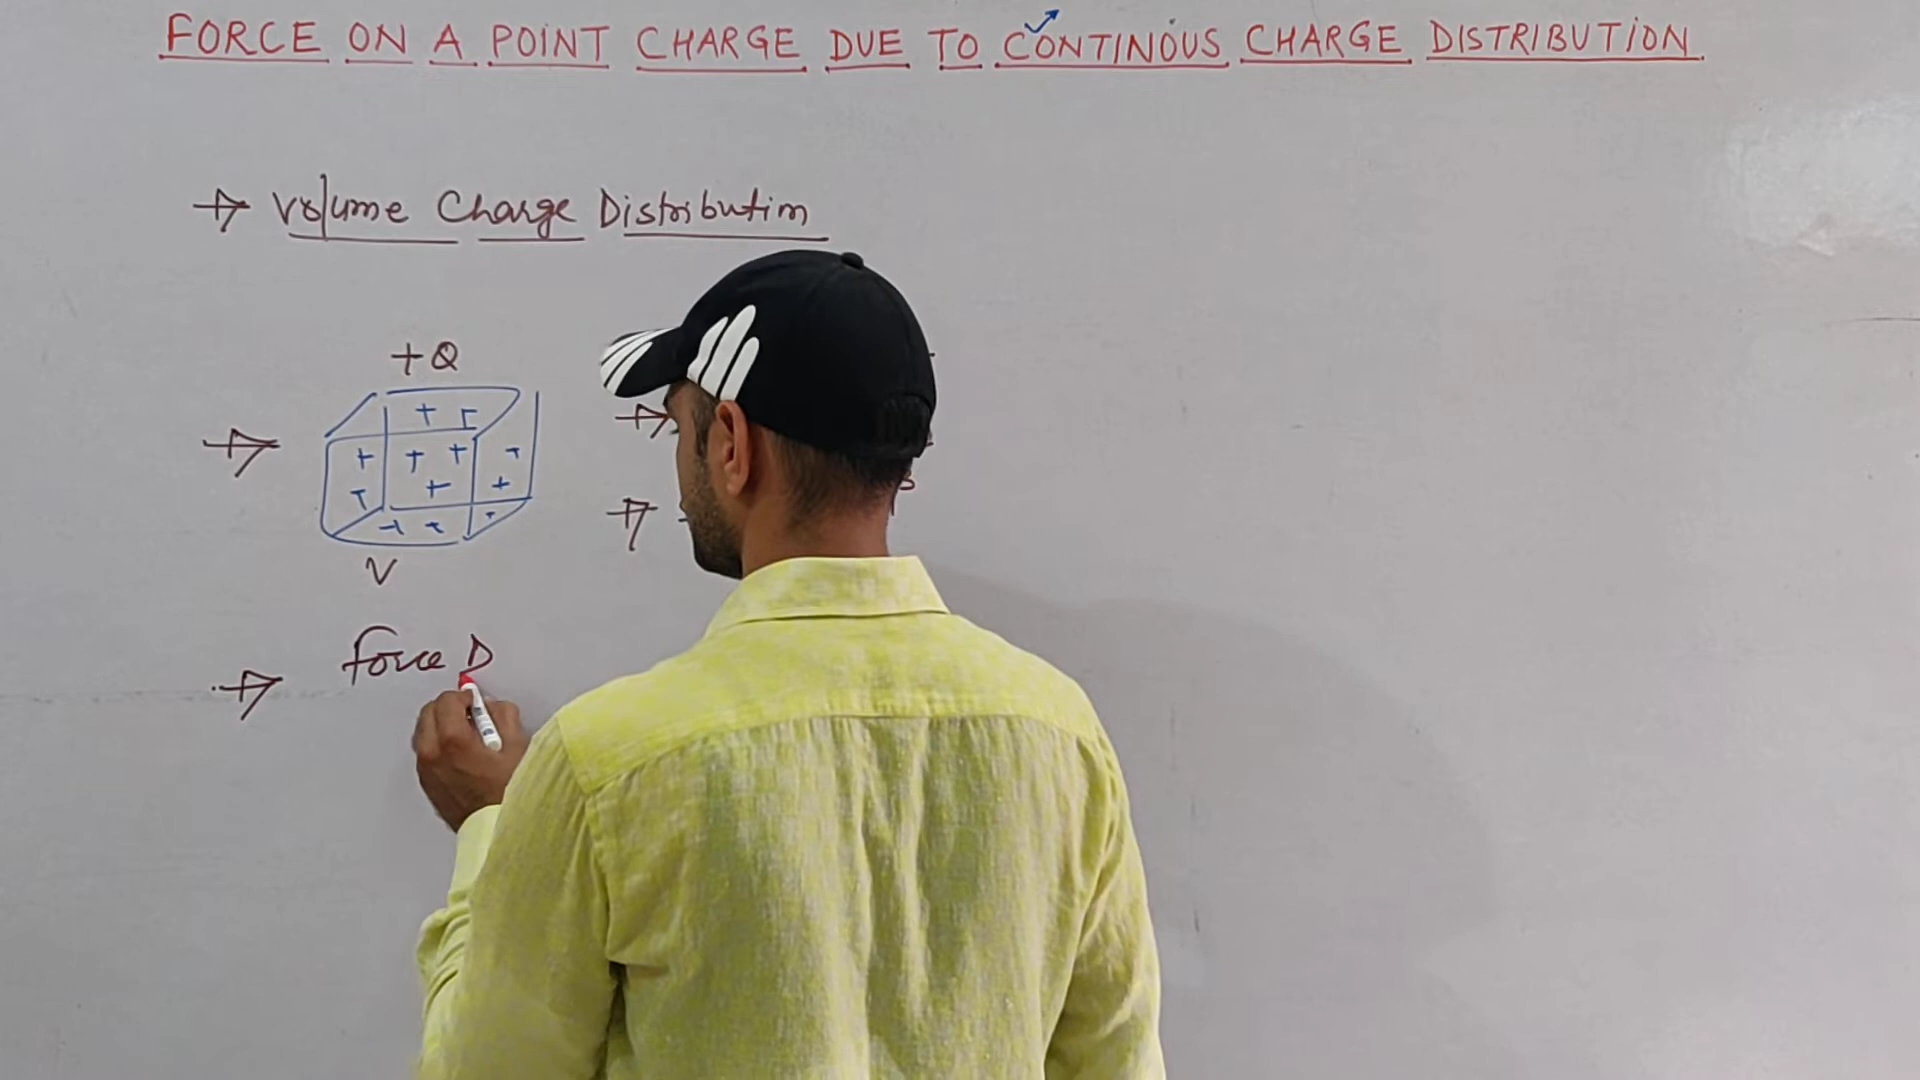 FORCE ON A POINT CHARGE DUE TO CONTINOUS CHARGE DISTRIBUTION
Volume Charge Distribution
+Q
V
force D